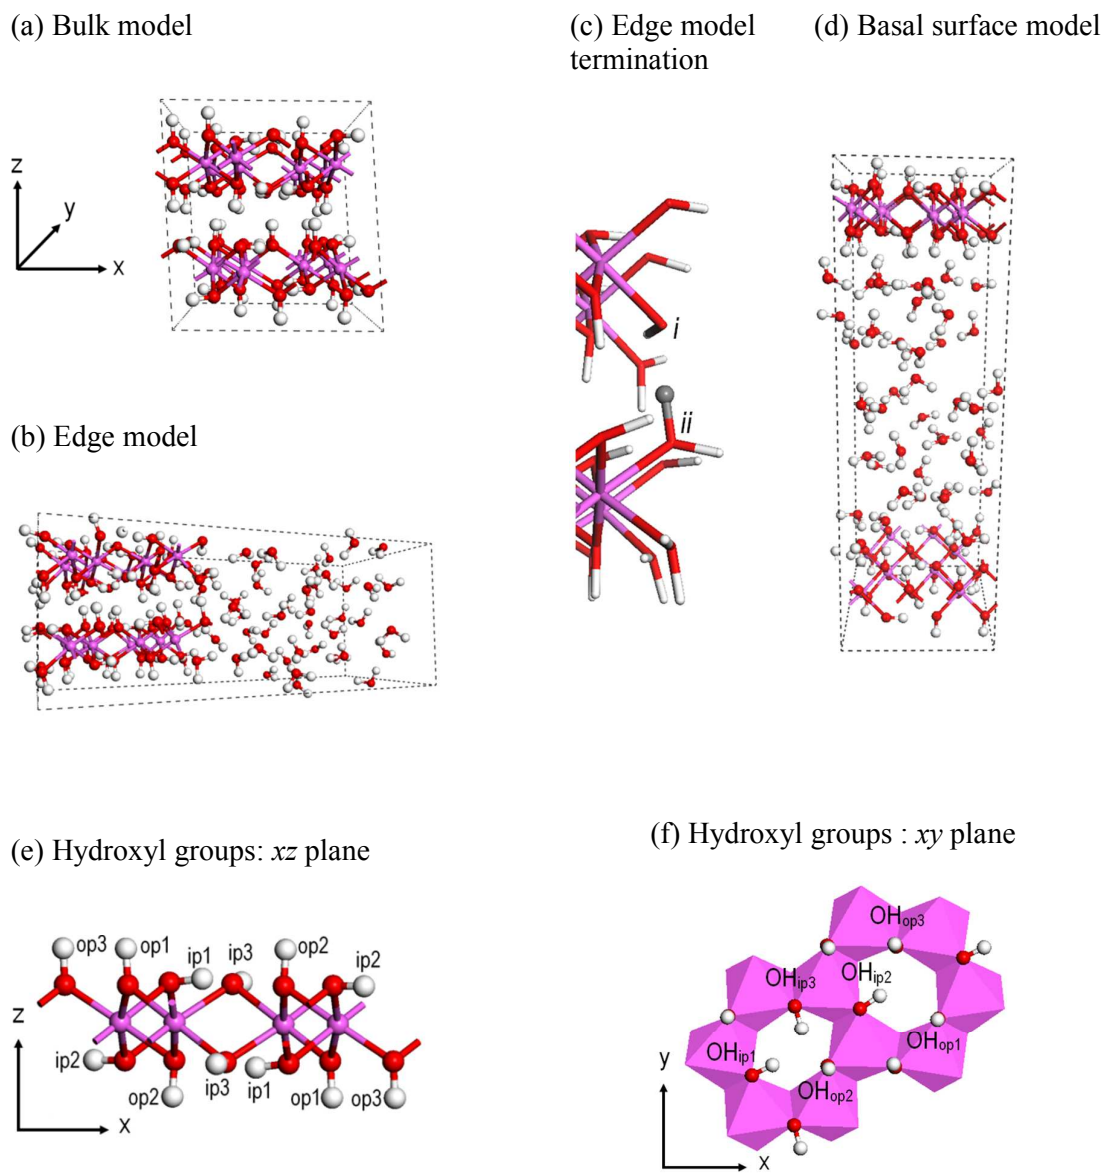 (a) Bulk model
(c) Edge model termination
(d) Basal surface model
z
y
x
i
ii
(b) Edge model
(e) Hydroxyl groups: xz plane
(f) Hydroxyl groups : xy plane
op3 op1 ip1 ip3 op2 ip2
z
ip2 op2 ip3 ip1 op1 op3
x
OHop3
OHip3 OHip2
OHip1 OHop1
OHop2
y
x